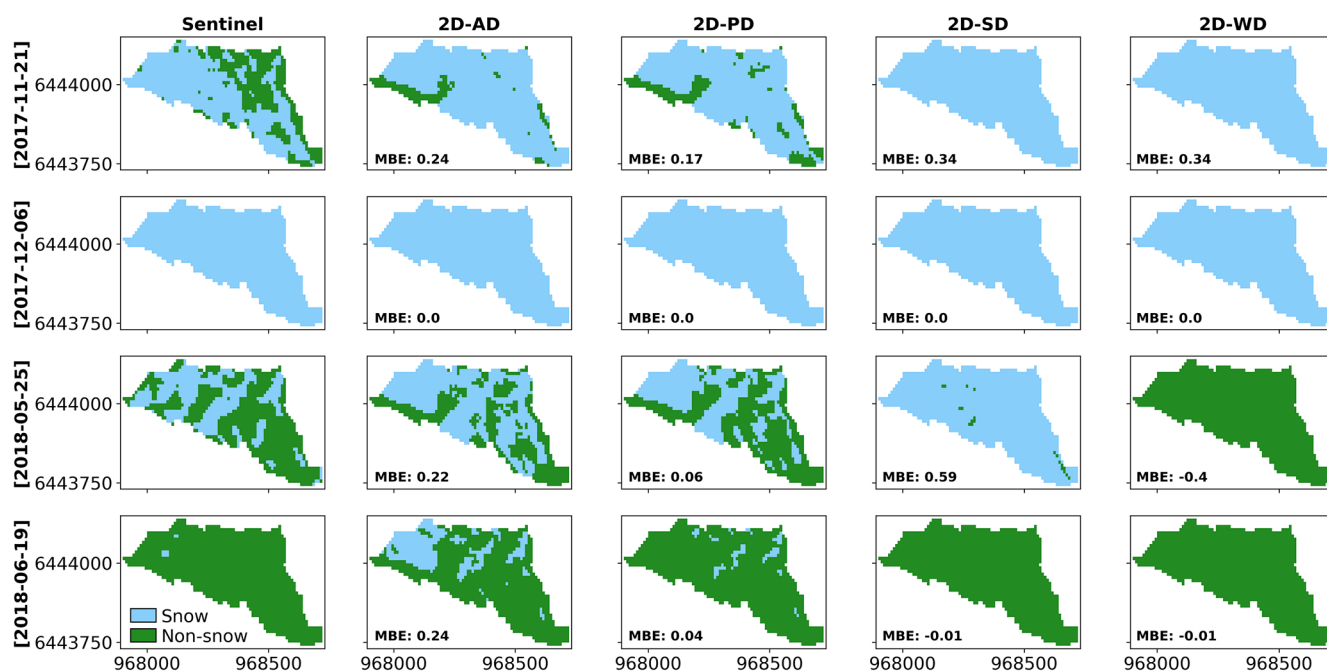 Sentinel 2D-AD 2D-PD 2D-SD 2D-WD
[2017-11-21]
6444000
6443750
MBE: 0.24 MBE: 0.17 MBE: 0.34 MBE: 0.34
[2017-12-06]
6444000
6443750
MBE: 0.0 MBE: 0.0 MBE: 0.0 MBE: 0.0
[2018-05-25]
6444000
6443750
MBE: 0.22 MBE: 0.06 MBE: 0.59 MBE: -0.4
[2018-06-19]
6444000
6443750
Snow
Non-snow
MBE: 0.24 MBE: 0.04 MBE: -0.01 MBE: -0.01
968000 968500 968000 968500 968000 968500 968000 968500 968000 968500